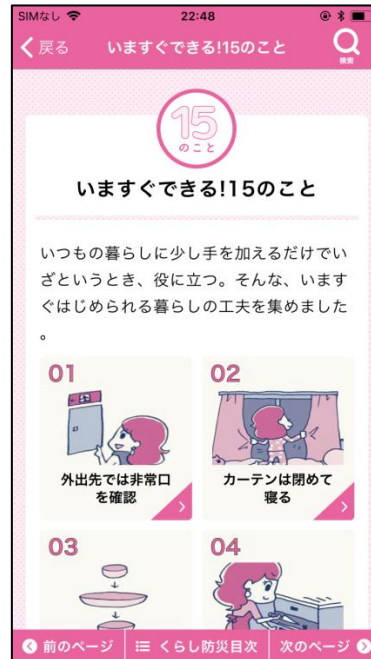 SIMなし 22:48
戻る いますぐできる!15のこと 検索
15
のこと
いますぐできる!15のこと
いつもの暮らしに少し手を加えるだけでい
ざというとき、役に立つ。そんな、います
ぐはじめられる暮らしの工夫を集めました
。
01
外出先では非常口
を確認
02
カーテンは閉めて
寝る
03
04
前のページ くらし防災目次 次のページ